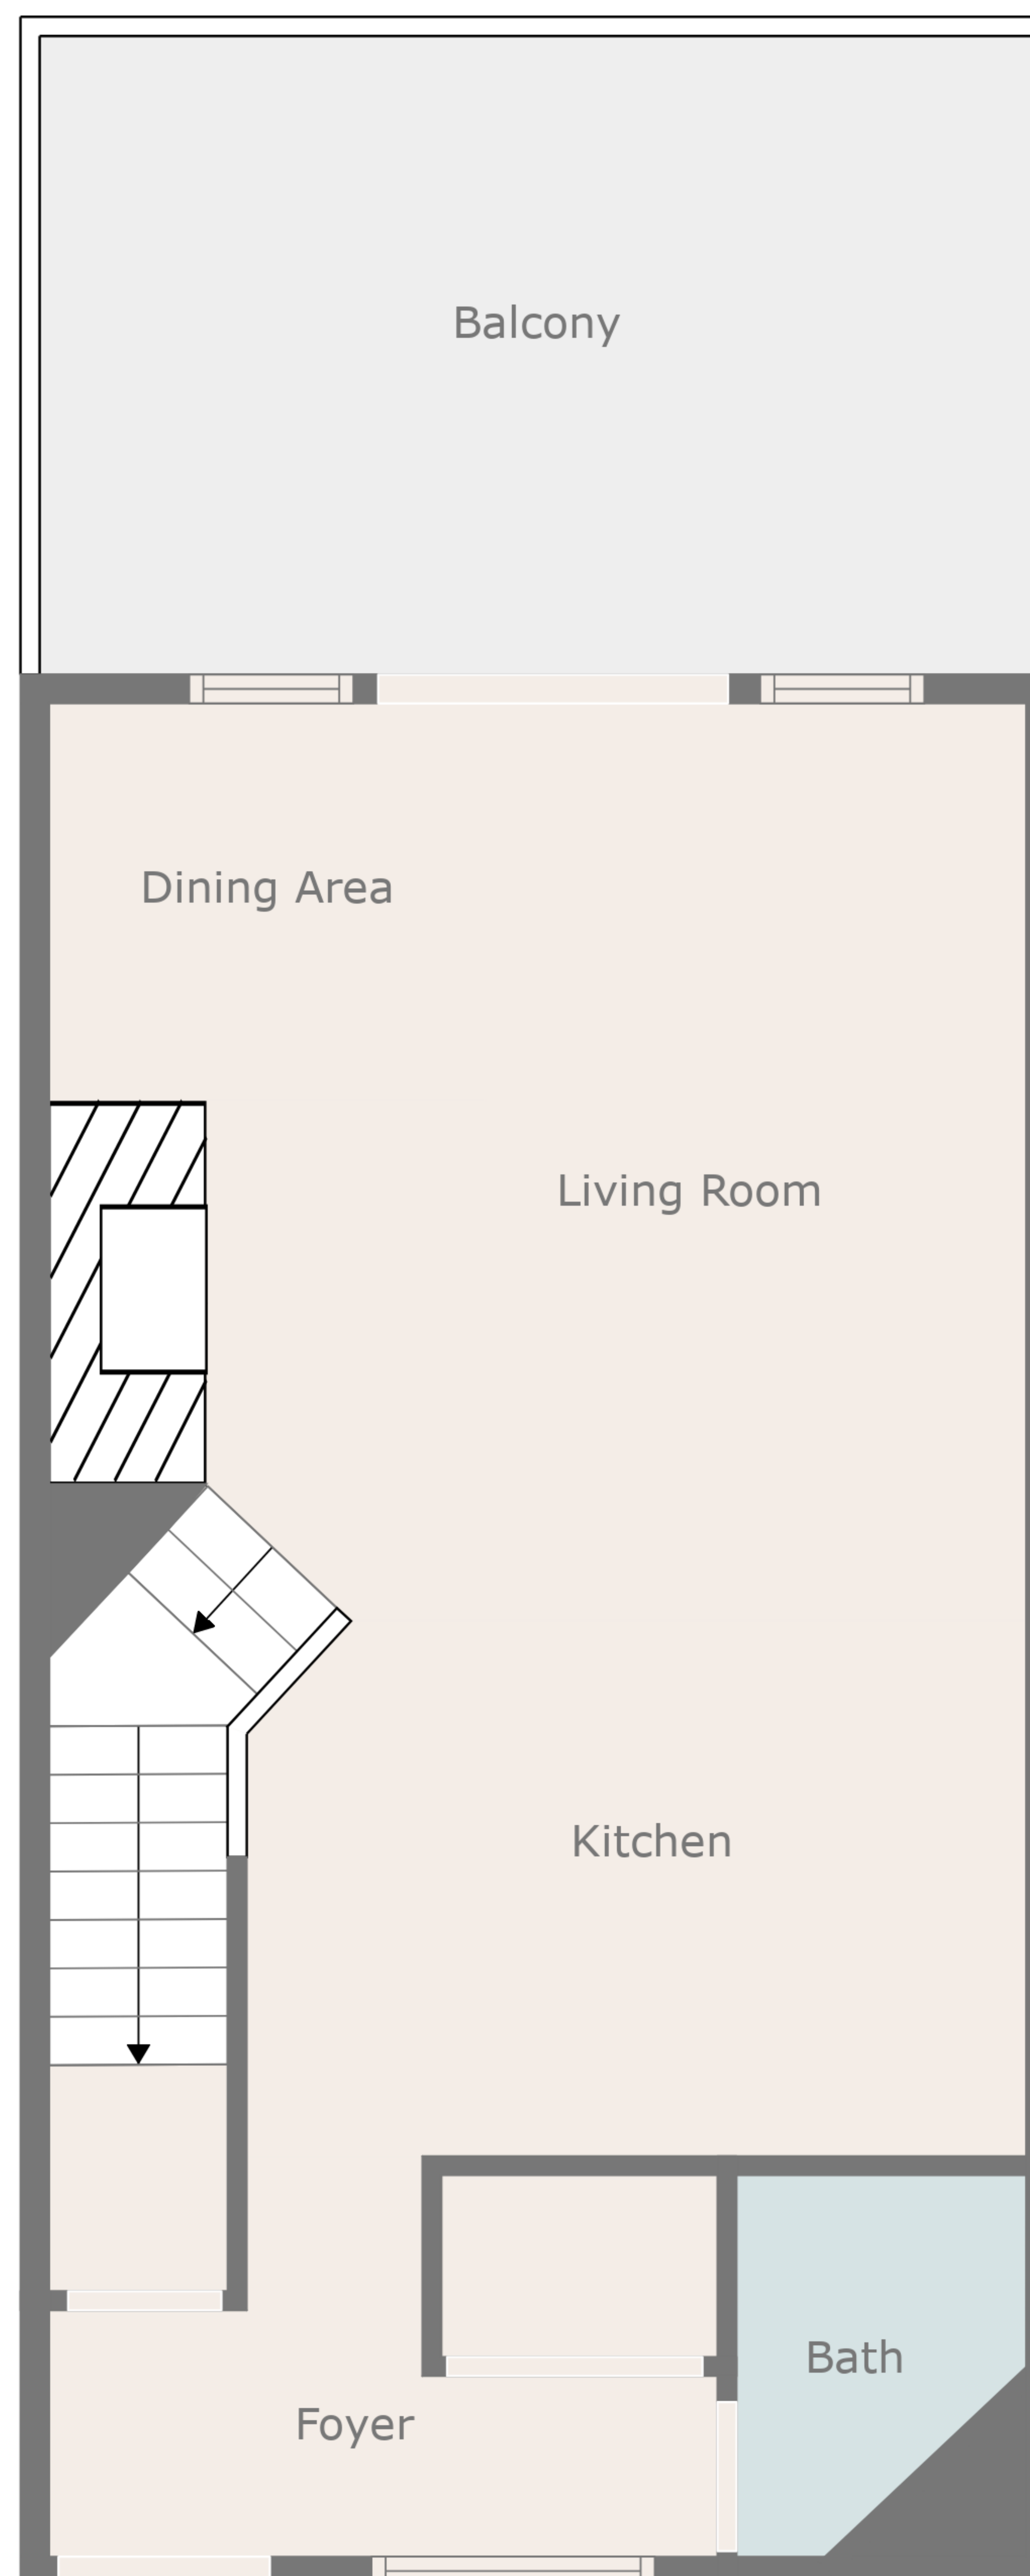 Balcony
Dining Area
Living Room
Kitchen
Bath
Foyer